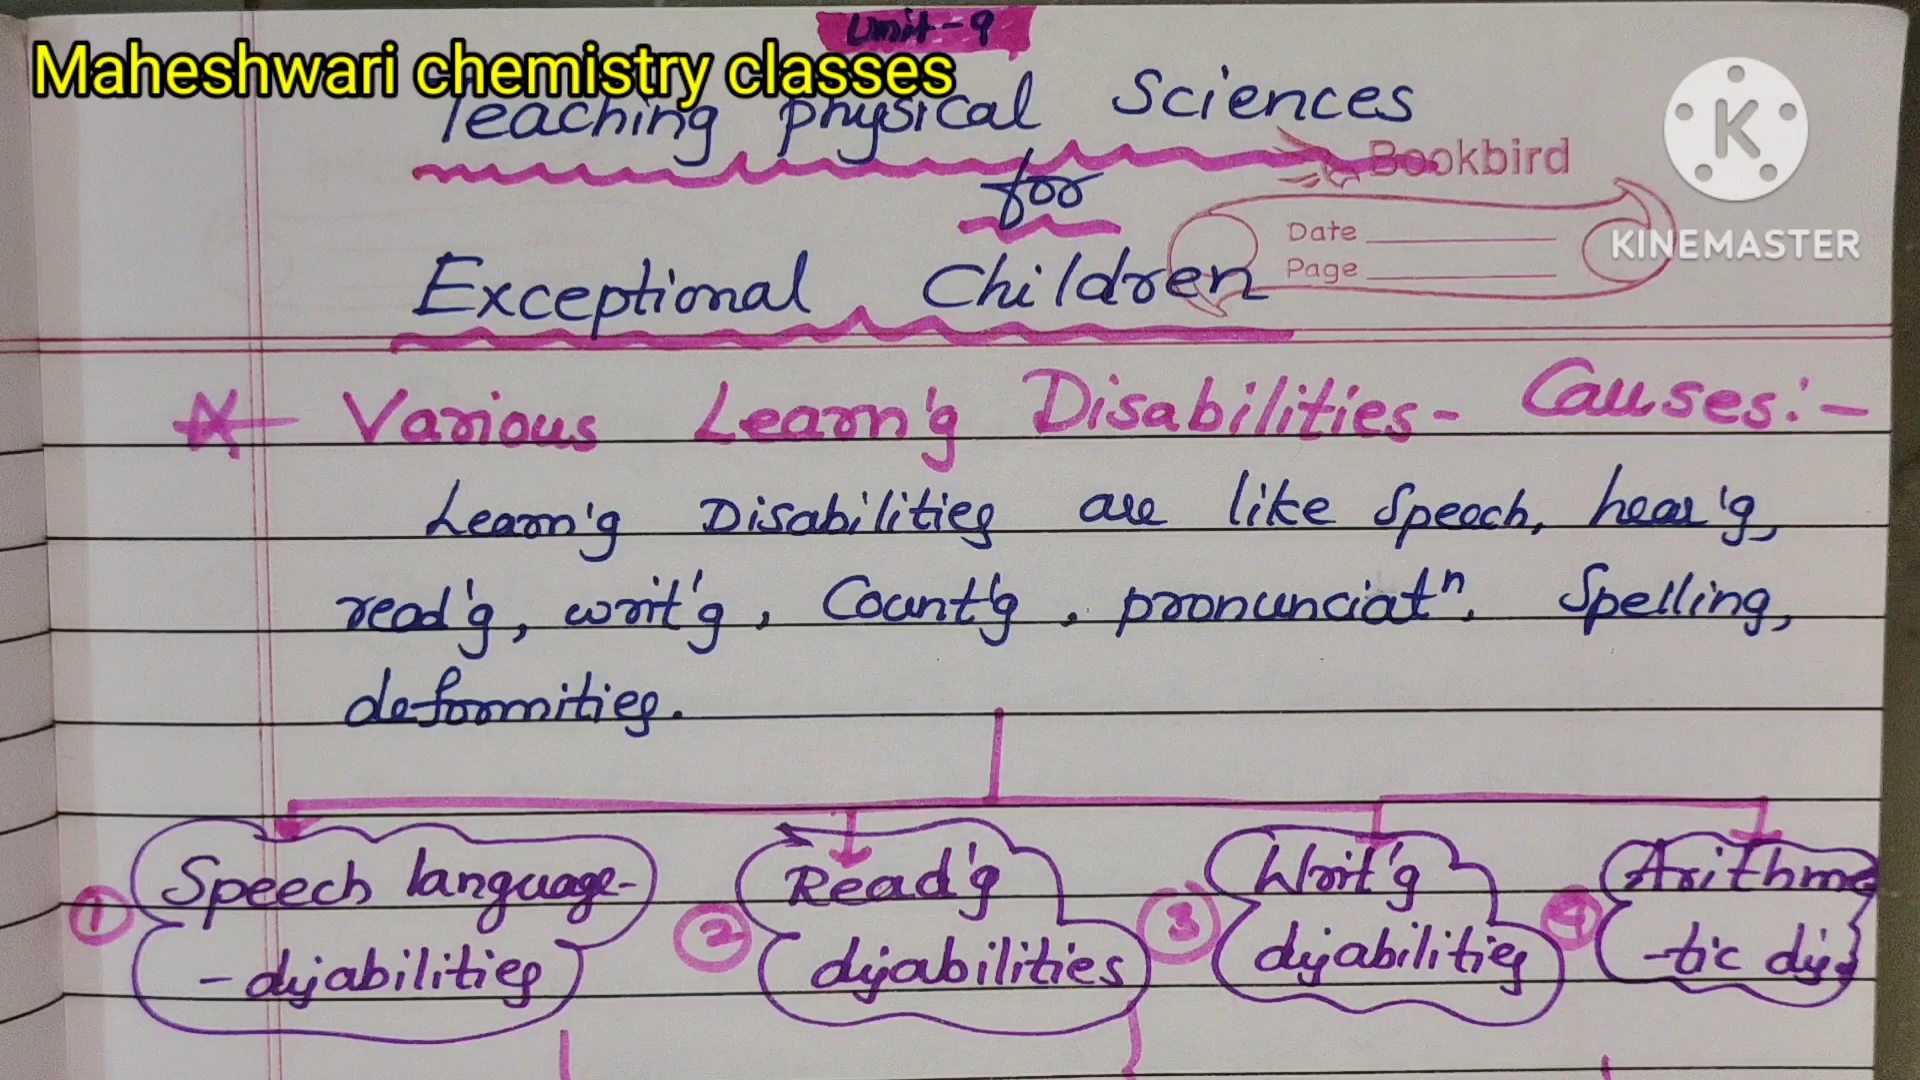 Unit-9
Maheshwari chemistry classes
Teaching physical Sciences
Bookbird
for
Date
Page
KINEMASTER
Exceptional Children
Various Learn'g Disabilities - Causes:-
Learn'g Disabilities are like Speech, hear'g,
read'g, writ'g, Count'g, pronunciatⁿ. Spelling,
deformities.
1 Speech language-
-disabilities
2 Read'g
disabilities
3 Writ'g
disabilities
4 Arithme
-tic dis